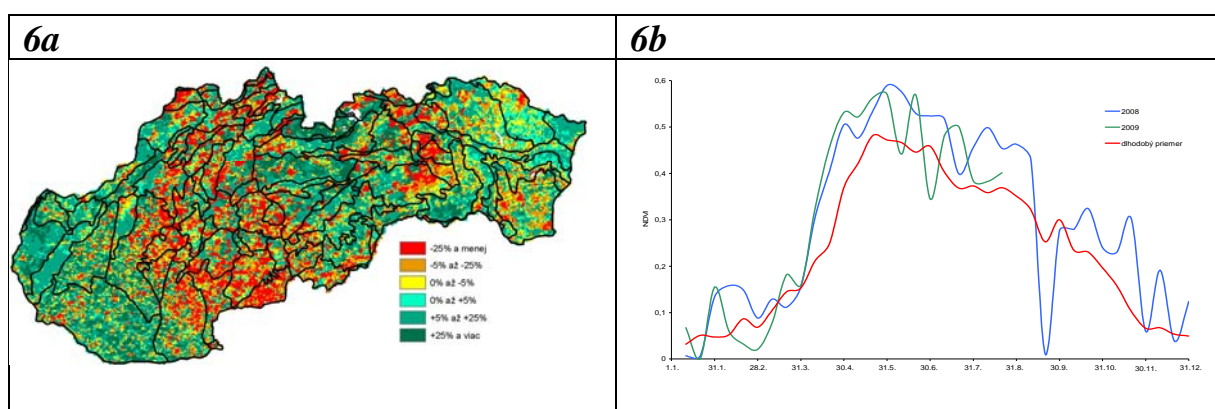 6a
6b
-25% a menej
-5% až -25%
0% až -5%
0% až +5%
+5% až +25%
+25% a viac
0,6
0,5
0,4
0,3
0,2
0,1
0
NDVI
2008
2009
dlhodobý priemer
1.1. 31.1. 28.2. 31.3. 30.4. 31.5. 30.6. 31.7. 31.8. 30.9. 31.10. 30.11. 31.12.